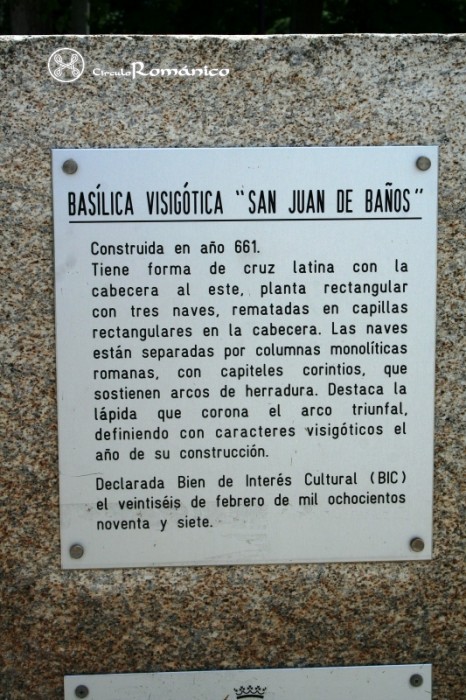 Círculo Románico
BASÍLICA VISIGÓTICA "SAN JUAN DE BAÑOS"
Construida en año 661.
Tiene forma de cruz latina con la
cabecera al este, planta rectangular
con tres naves, rematadas en capillas
rectangulares en la cabecera. Las naves
están separadas por columnas monolíticas
romanas, con capiteles corintios, que
sostienen arcos de herradura. Destaca la
lápida que corona el arco triunfal,
definiendo con caracteres visigóticos el
año de su construcción.
Declarada Bien de Interés Cultural (BIC)
el veintiséis de febrero de mil ochocientos
noventa y siete.